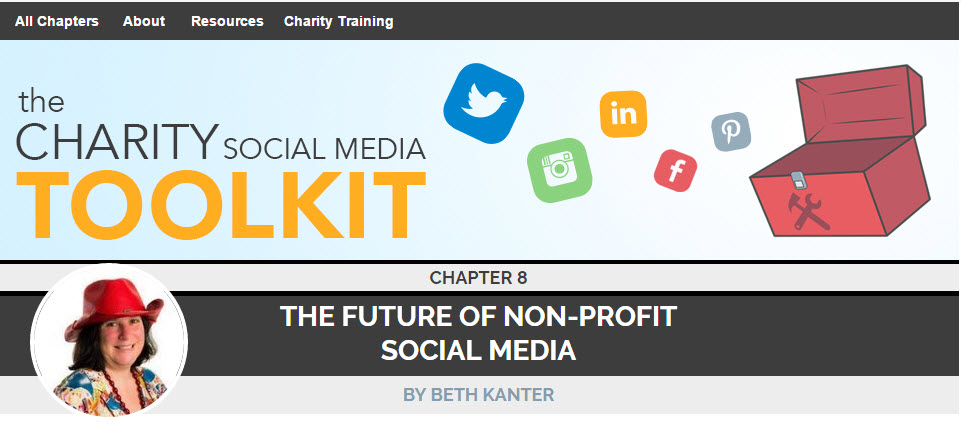 All Chapters About Resources Charity Training
the
CHARITY SOCIAL MEDIA
TOOLKIT
in
f
CHAPTER 8
THE FUTURE OF NON-PROFIT
SOCIAL MEDIA
BY BETH KANTER